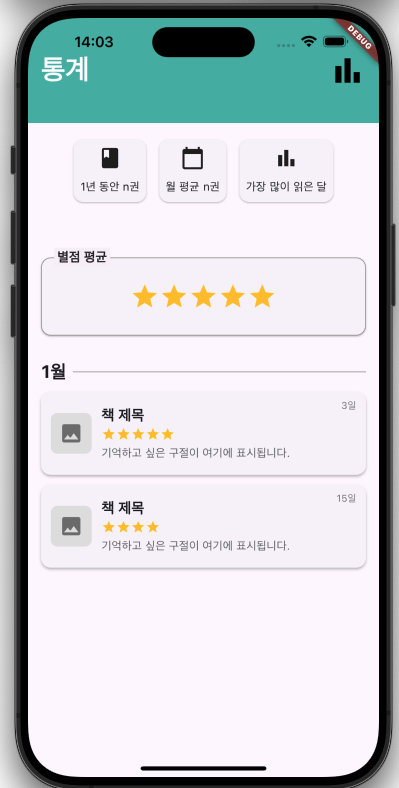 14:03
DEBUG
통계
1년 동안 n권
월 평균 n권
가장 많이 읽은 달
별점 평균
1월
책 제목
3일
기억하고 싶은 구절이 여기에 표시됩니다.
책 제목
15일
기억하고 싶은 구절이 여기에 표시됩니다.